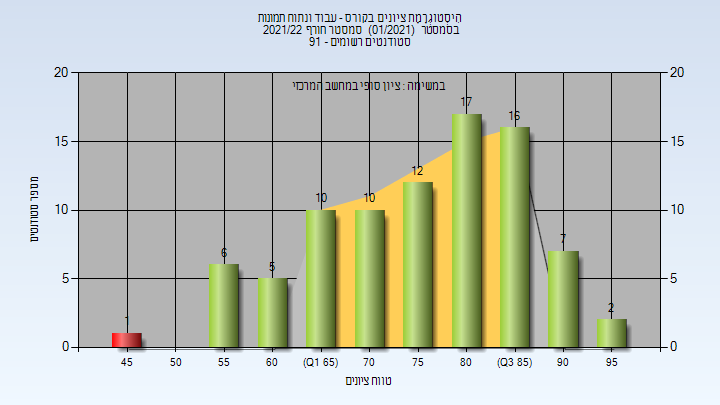 היסטוגרמת ציונים בקורס - עבוד ונתוח תמונות
בסמסטר (01/2021) סמסטר חורף 2021/22
סטודנטים רשומים - 91
במשימה : ציון סופי במחשב המרכזי
מספר סטודנטים
20 20
15 15
10 10
5 5
0 0
1 6 5 10 10 12 17 16 7 2
45 50 55 60 (Q1 65) 70 75 80 (Q3 85) 90 95
טווח ציונים